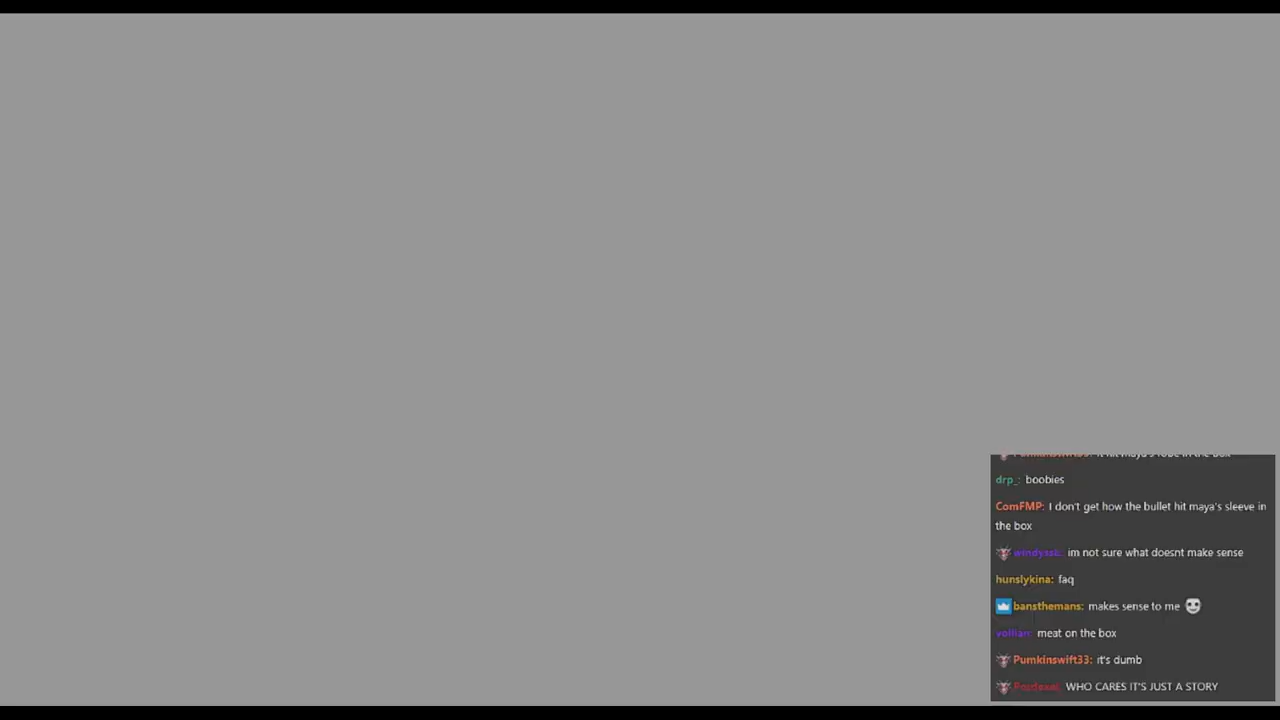 drp_: boobies
ComFMP: I don't get how the bullet hit maya's sleeve in
the box
im not sure what doesnt make sense
hunslykina: faq
bansthemans: makes sense to me
meat on the box
Pumkinswift33: it's dumb
WHO CARES IT'S JUST A STORY